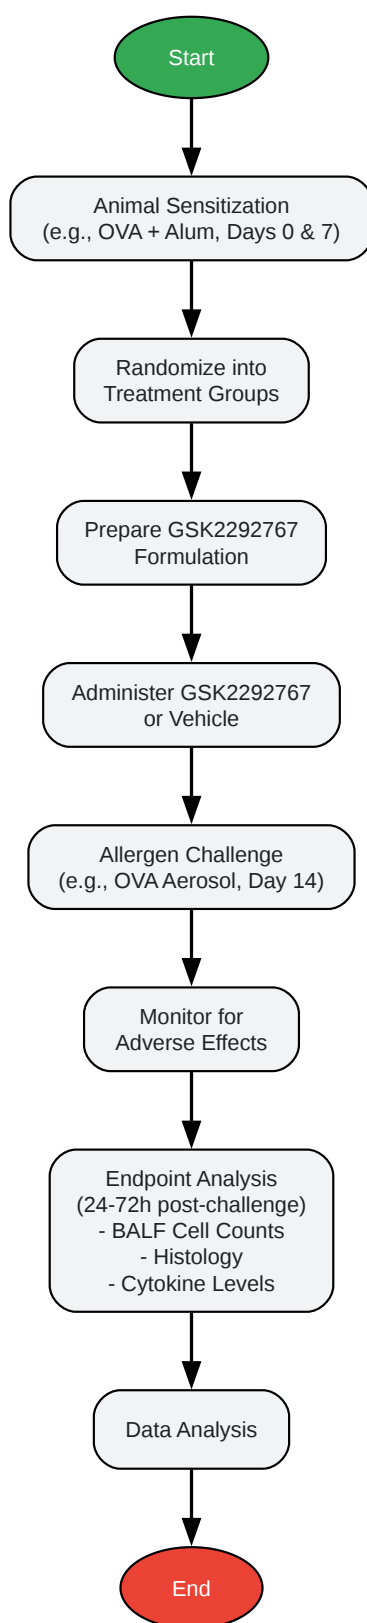 Start
Animal Sensitization
(e.g., OVA + Alum, Days 0 & 7)
Randomize into
Treatment Groups
Prepare GSK2292767
Formulation
Administer GSK2292767
or Vehicle
Allergen Challenge
(e.g., OVA Aerosol, Day 14)
Monitor for
Adverse Effects
Endpoint Analysis
(24-72h post-challenge)
- BALF Cell Counts
- Histology
- Cytokine Levels
Data Analysis
End